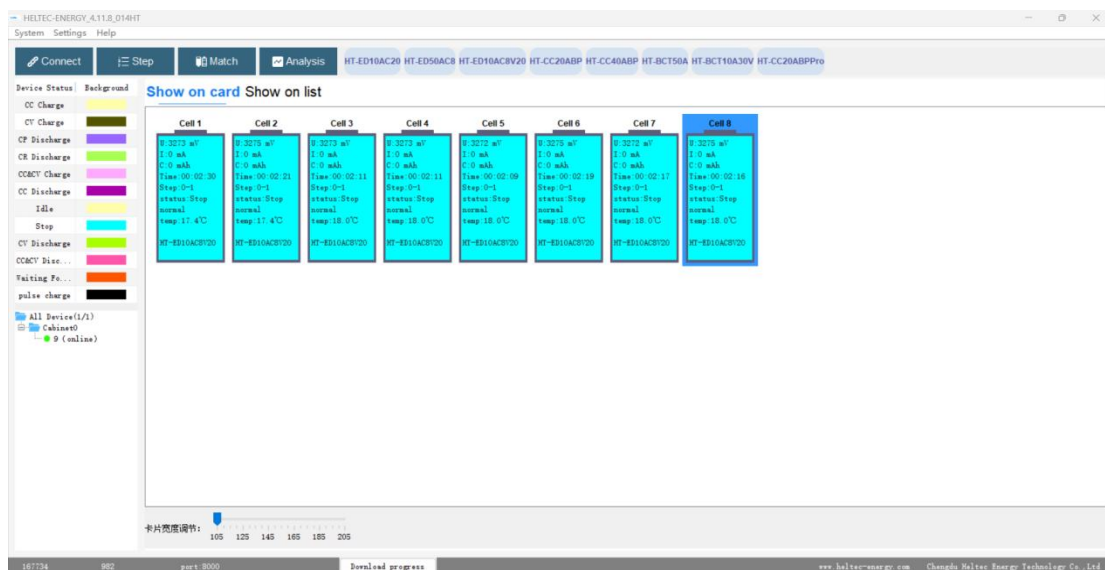 HELTEC-ENERGY_4.11.8_014HT
System Settings Help
Connect Step Match Analysis HT-ED10AC20 HT-ED50AC8 HT-ED10AC8V20 HT-CC20ABP HT-CC40ABP HT-BCT50A HT-BCT10A30V HT-CC20ABPPro
Device Status Background
CC Charge
CV Charge
CP Discharge
CR Discharge
CC&CV Charge
CC Discharge
Idle
Stop
CV Discharge
CC&CV Disc...
Waiting Fo...
pulse charge
All Device(1/1)
Cabinet0
9 (online)
Show on card Show on list
Cell 1
U:3273 mV
I:0 mA
C:0 mAh
Time:00:02:30
Step:0-1
status:Stop
normal
temp:17.4℃
HT-ED10AC8V20
Cell 2
U:3275 mV
I:0 mA
C:0 mAh
Time:00:02:21
Step:0-1
status:Stop
normal
temp:17.4℃
HT-ED10AC8V20
Cell 3
U:3273 mV
I:0 mA
C:0 mAh
Time:00:02:11
Step:0-1
status:Stop
normal
temp:18.0℃
HT-ED10AC8V20
Cell 4
U:3273 mV
I:0 mA
C:0 mAh
Time:00:02:11
Step:0-1
status:Stop
normal
temp:18.0℃
HT-ED10AC8V20
Cell 5
U:3272 mV
I:0 mA
C:0 mAh
Time:00:02:09
Step:0-1
status:Stop
normal
temp:18.0℃
HT-ED10AC8V20
Cell 6
U:3275 mV
I:0 mA
C:0 mAh
Time:00:02:19
Step:0-1
status:Stop
normal
temp:18.0℃
HT-ED10AC8V20
Cell 7
U:3272 mV
I:0 mA
C:0 mAh
Time:00:02:17
Step:0-1
status:Stop
normal
temp:18.0℃
HT-ED10AC8V20
Cell 8
U:3275 mV
I:0 mA
C:0 mAh
Time:00:02:16
Step:0-1
status:Stop
normal
temp:18.0℃
HT-ED10AC8V20
卡片宽度调节:
105 125 145 165 185 205
167734 982 port 8000 Download progress www.heltec-energy.com Chengdu Heltec Energy Technology Co.,Ltd